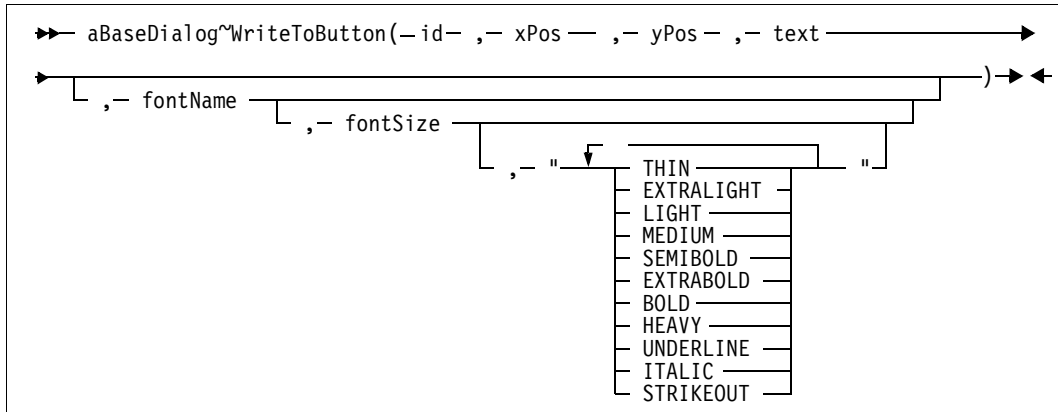 aBaseDialog~WriteToButton( id , xPos , yPos , text
)
, fontName
, fontSize
, " THIN "
EXTRALIGHT
LIGHT
MEDIUM
SEMIBOLD
EXTRABOLD
BOLD
HEAVY
UNDERLINE
ITALIC
STRIKEOUT